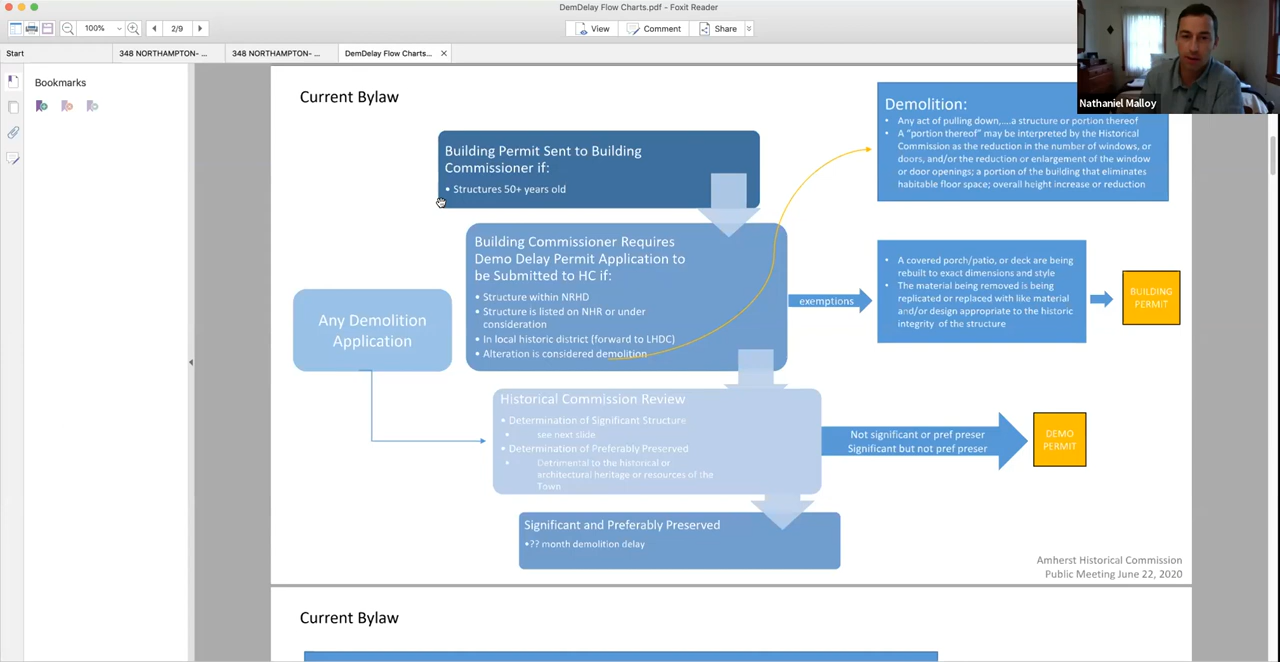 DemDelay Flow Charts.pdf - Foxit Reader
100%
2/9
View
Comment
Share
Start
348 NORTHAMPTON- ...
348 NORTHAMPTON- ...
DemDelay Flow Charts...
Bookmarks
Nathaniel Malloy
Current Bylaw
Building Permit Sent to Building
Commissioner if:
• Structures 50+ years old
Building Commissioner Requires
Demo Delay Permit Application to
be Submitted to HC if:
• Structure within NRHD
• Structure is listed on NHR or under
consideration
• In local historic district (forward to LHDC)
• Alteration is considered demolition
Any Demolition
Application
Historical Commission Review
• Determination of Significant Structure
• see next slide
• Determination of Preferably Preserved
• Detrimental to the historical or
architectural heritage or resources of the
Town
Significant and Preferably Preserved
•?? month demolition delay
Demolition:
• Any act of pulling down,....a structure or portion thereof
• A "portion thereof" may be interpreted by the Historical
Commission as the reduction in the number of windows, or
doors, and/or the reduction or enlargement of the window
or door openings; a portion of the building that eliminates
habitable floor space; overall height increase or reduction
exemptions
• A covered porch/patio, or deck are being
rebuilt to exact dimensions and style
• The material being removed is being
replicated or replaced with like material
and/or design appropriate to the historic
integrity of the structure
BUILDING
PERMIT
Not significant or pref preser
Significant but not pref preser
DEMO
PERMIT
Amherst Historical Commission
Public Meeting June 22, 2020
Current Bylaw